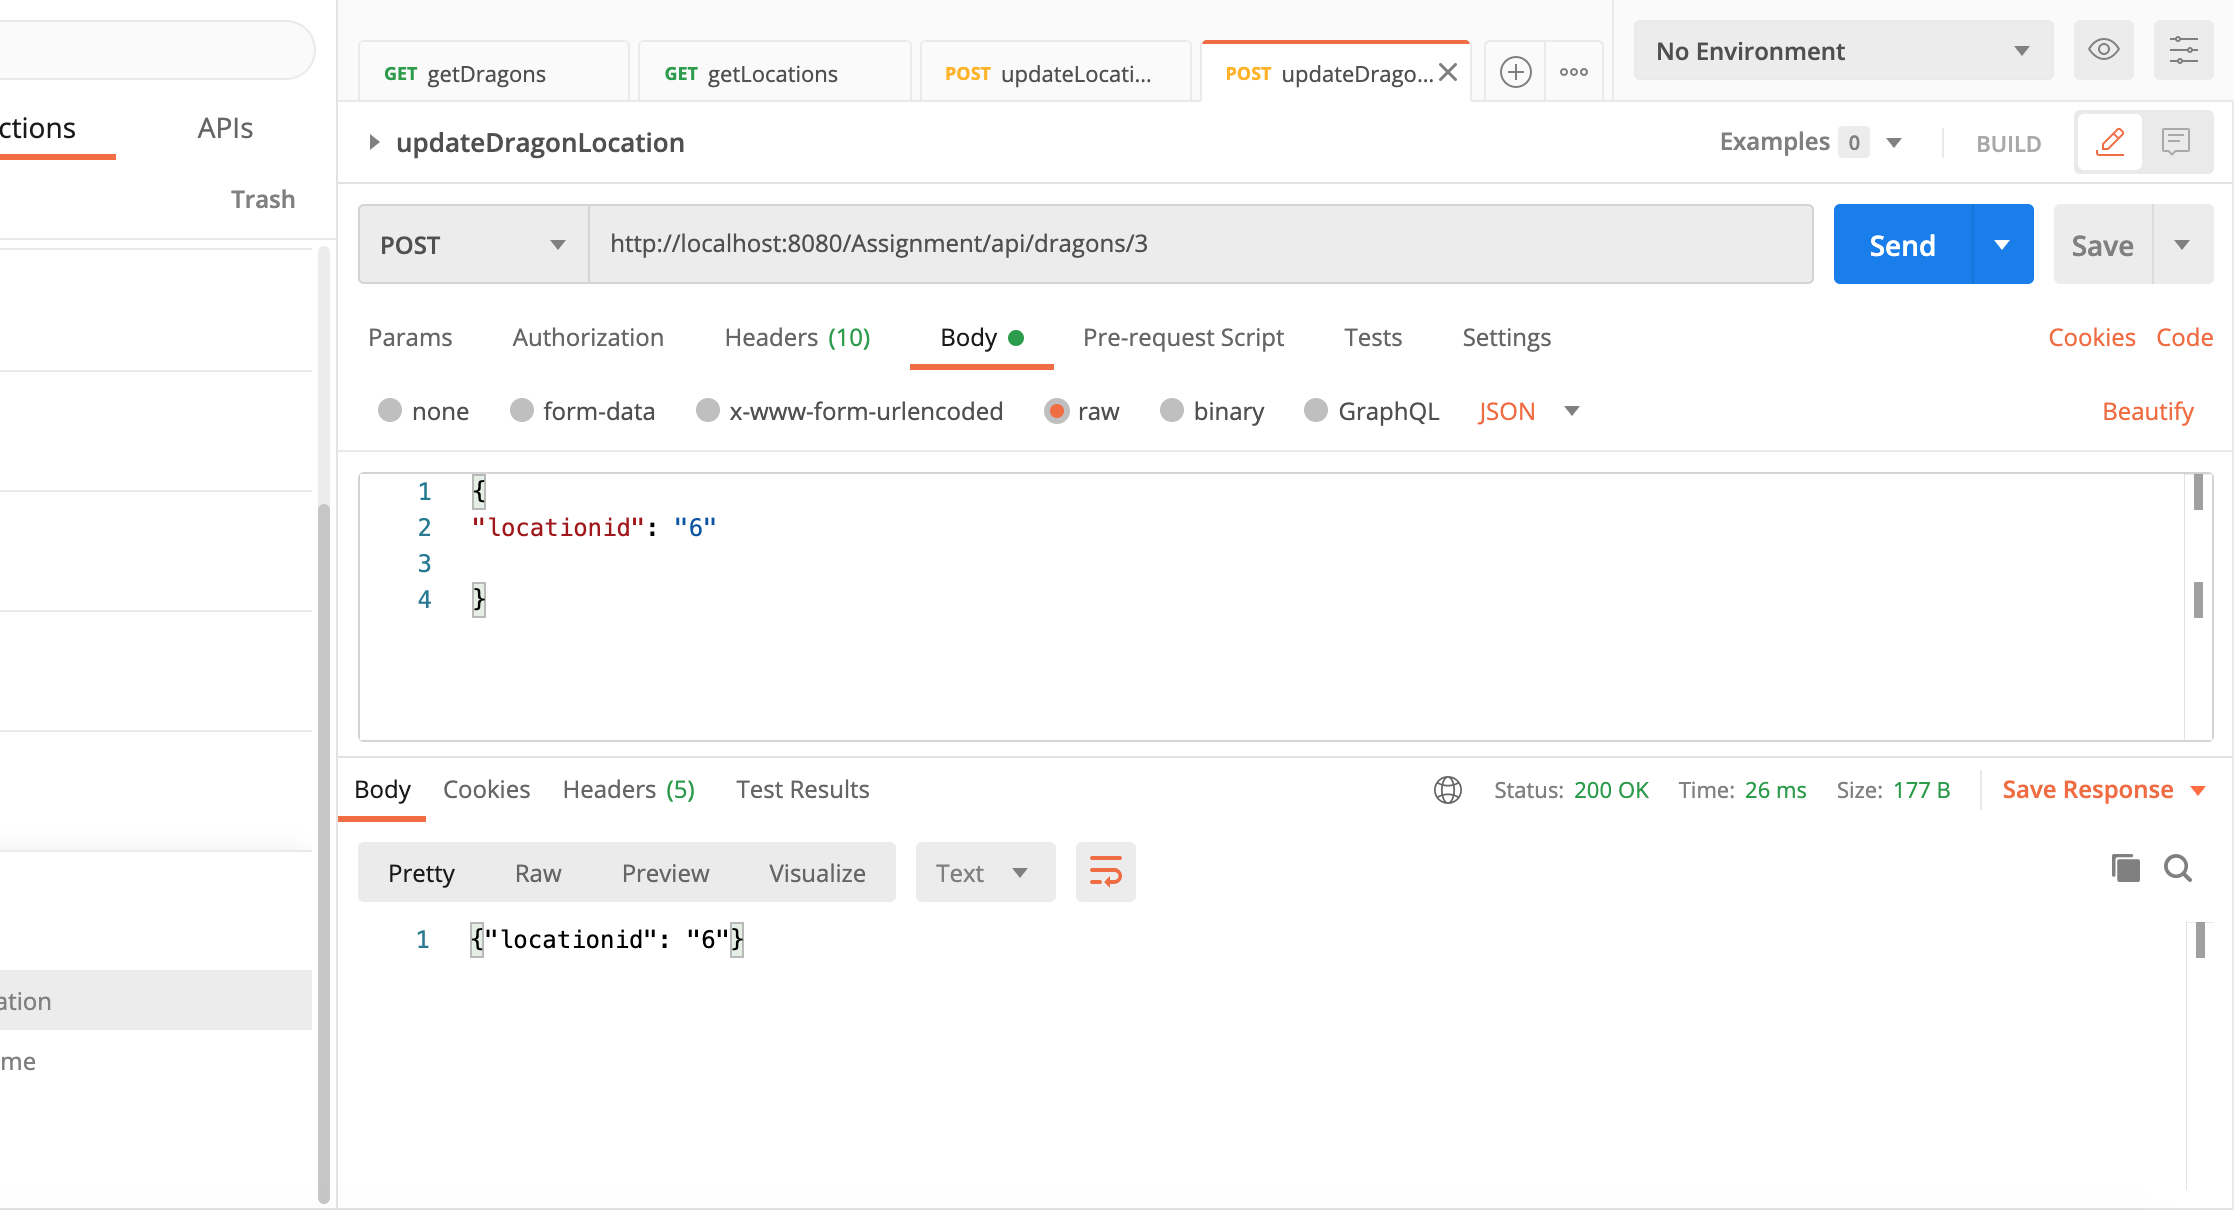 GET getDragons
GET getLocations
POST updateLocati...
POST updateDrago...
No Environment
ctions
APIs
Trash
updateDragonLocation
Examples 0
BUILD
POST
http://localhost:8080/Assignment/api/dragons/3
Send
Save
Params
Authorization
Headers (10)
Body
Pre-request Script
Tests
Settings
Cookies
Code
none
form-data
x-www-form-urlencoded
raw
binary
GraphQL
JSON
Beautify
1 {
2 "locationid": "6"
3
4 }
Body
Cookies
Headers (5)
Test Results
Status: 200 OK
Time: 26 ms
Size: 177 B
Save Response
Pretty
Raw
Preview
Visualize
Text
1 {"locationid": "6"}
ation
me